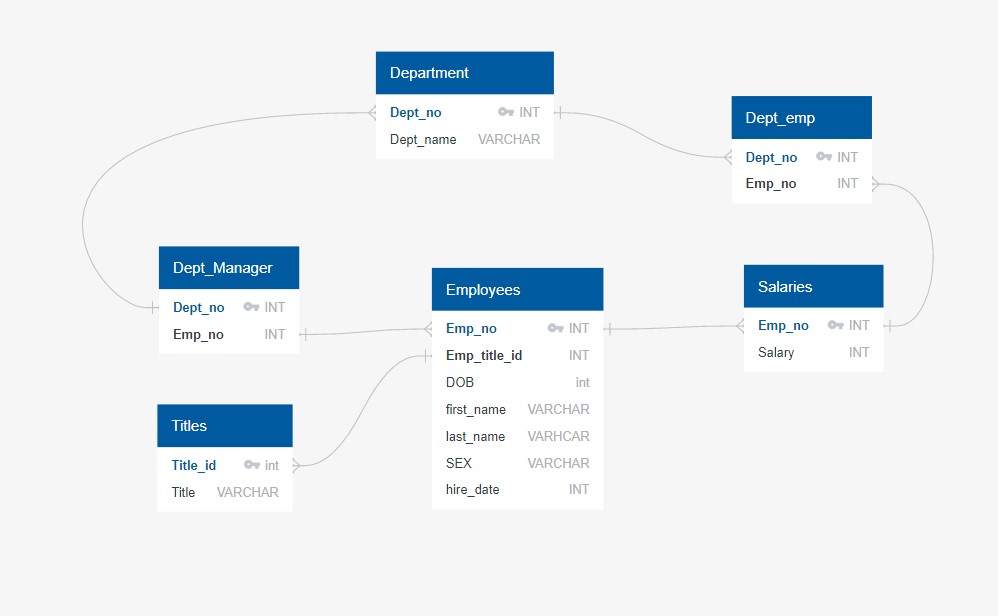 Department
Dept_no INT
Dept_name VARCHAR
Dept_emp
Dept_no INT
Emp_no INT
Dept_Manager
Dept_no INT
Emp_no INT
Employees
Emp_no INT
Emp_title_id INT
DOB int
first_name VARCHAR
last_name VARHCAR
SEX VARCHAR
hire_date INT
Salaries
Emp_no INT
Salary INT
Titles
Title_id int
Title VARCHAR